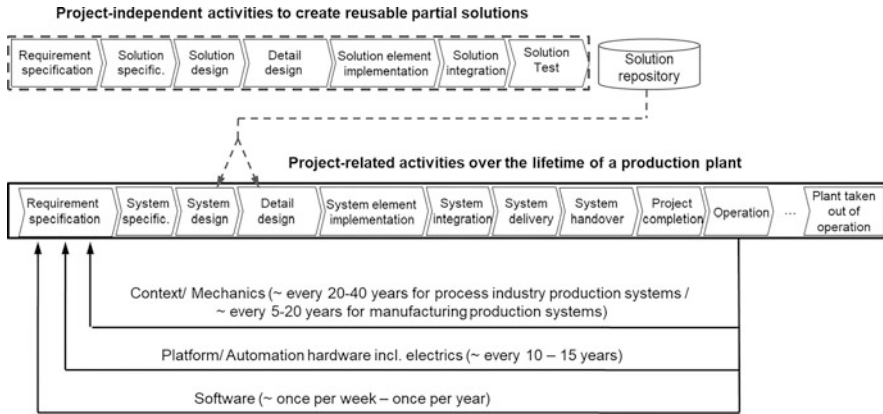 Project-independent activities to create reusable partial solutions
Requirement
specification
Solution
specific.
Solution
design
Detail
design
Solution element
implementation
Solution
integration
Solution
Test
Solution
repository
Project-related activities over the lifetime of a production plant
Requirement
specification
System
specific.
System
design
Detail
design
System element
implementation
System
integration
System
delivery
System
handover
Project
completion
Operation
...
Plant taken
out of
operation
Context/ Mechanics (~ every 20-40 years for process industry production systems /
~ every 5-20 years for manufacturing production systems)
Platform/ Automation hardware incl. electrics (~ every 10 – 15 years)
Software (~ once per week – once per year)